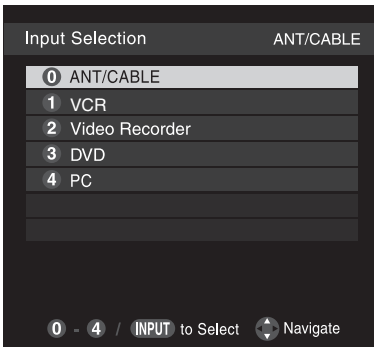 Input Selection ANT/CABLE
0 ANT/CABLE
1 VCR
2 Video Recorder
3 DVD
4 PC
0 - 4 / INPUT to Select Navigate